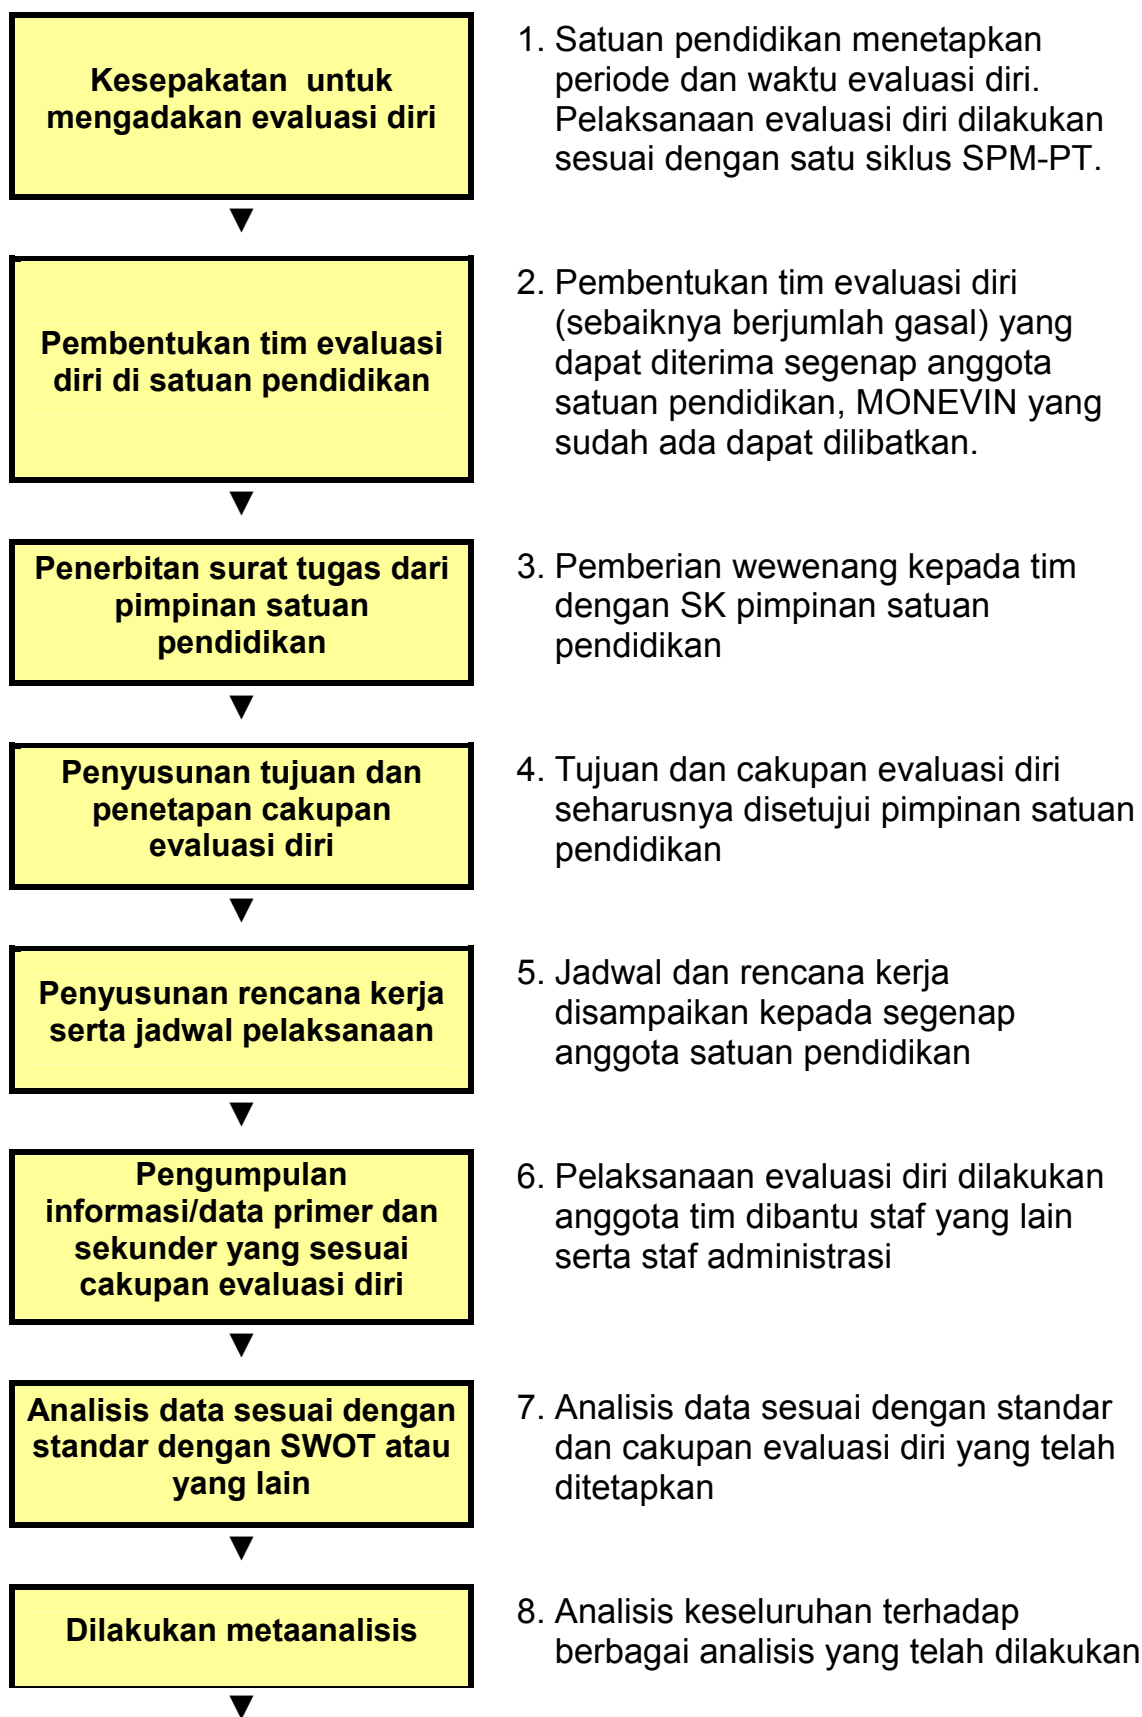 Kesepakatan untuk
mengadakan evaluasi diri
1. Satuan pendidikan menetapkan
periode dan waktu evaluasi diri.
Pelaksanaan evaluasi diri dilakukan
sesuai dengan satu siklus SPM-PT.
Pembentukan tim evaluasi
diri di satuan pendidikan
2. Pembentukan tim evaluasi diri
(sebaiknya berjumlah gasal) yang
dapat diterima segenap anggota
satuan pendidikan, MONEVIN yang
sudah ada dapat dilibatkan.
Penerbitan surat tugas dari
pimpinan satuan
pendidikan
3. Pemberian wewenang kepada tim
dengan SK pimpinan satuan
pendidikan
Penyusunan tujuan dan
penetapan cakupan
evaluasi diri
4. Tujuan dan cakupan evaluasi diri
seharusnya disetujui pimpinan satuan
pendidikan
Penyusunan rencana kerja
serta jadwal pelaksanaan
5. Jadwal dan rencana kerja
disampaikan kepada segenap
anggota satuan pendidikan
Pengumpulan
informasi/data primer dan
sekunder yang sesuai
cakupan evaluasi diri
6. Pelaksanaan evaluasi diri dilakukan
anggota tim dibantu staf yang lain
serta staf administrasi
Analisis data sesuai dengan
standar dengan SWOT atau
yang lain
7. Analisis data sesuai dengan standar
dan cakupan evaluasi diri yang telah
ditetapkan
Dilakukan metaanalisis
8. Analisis keseluruhan terhadap
berbagai analisis yang telah dilakukan